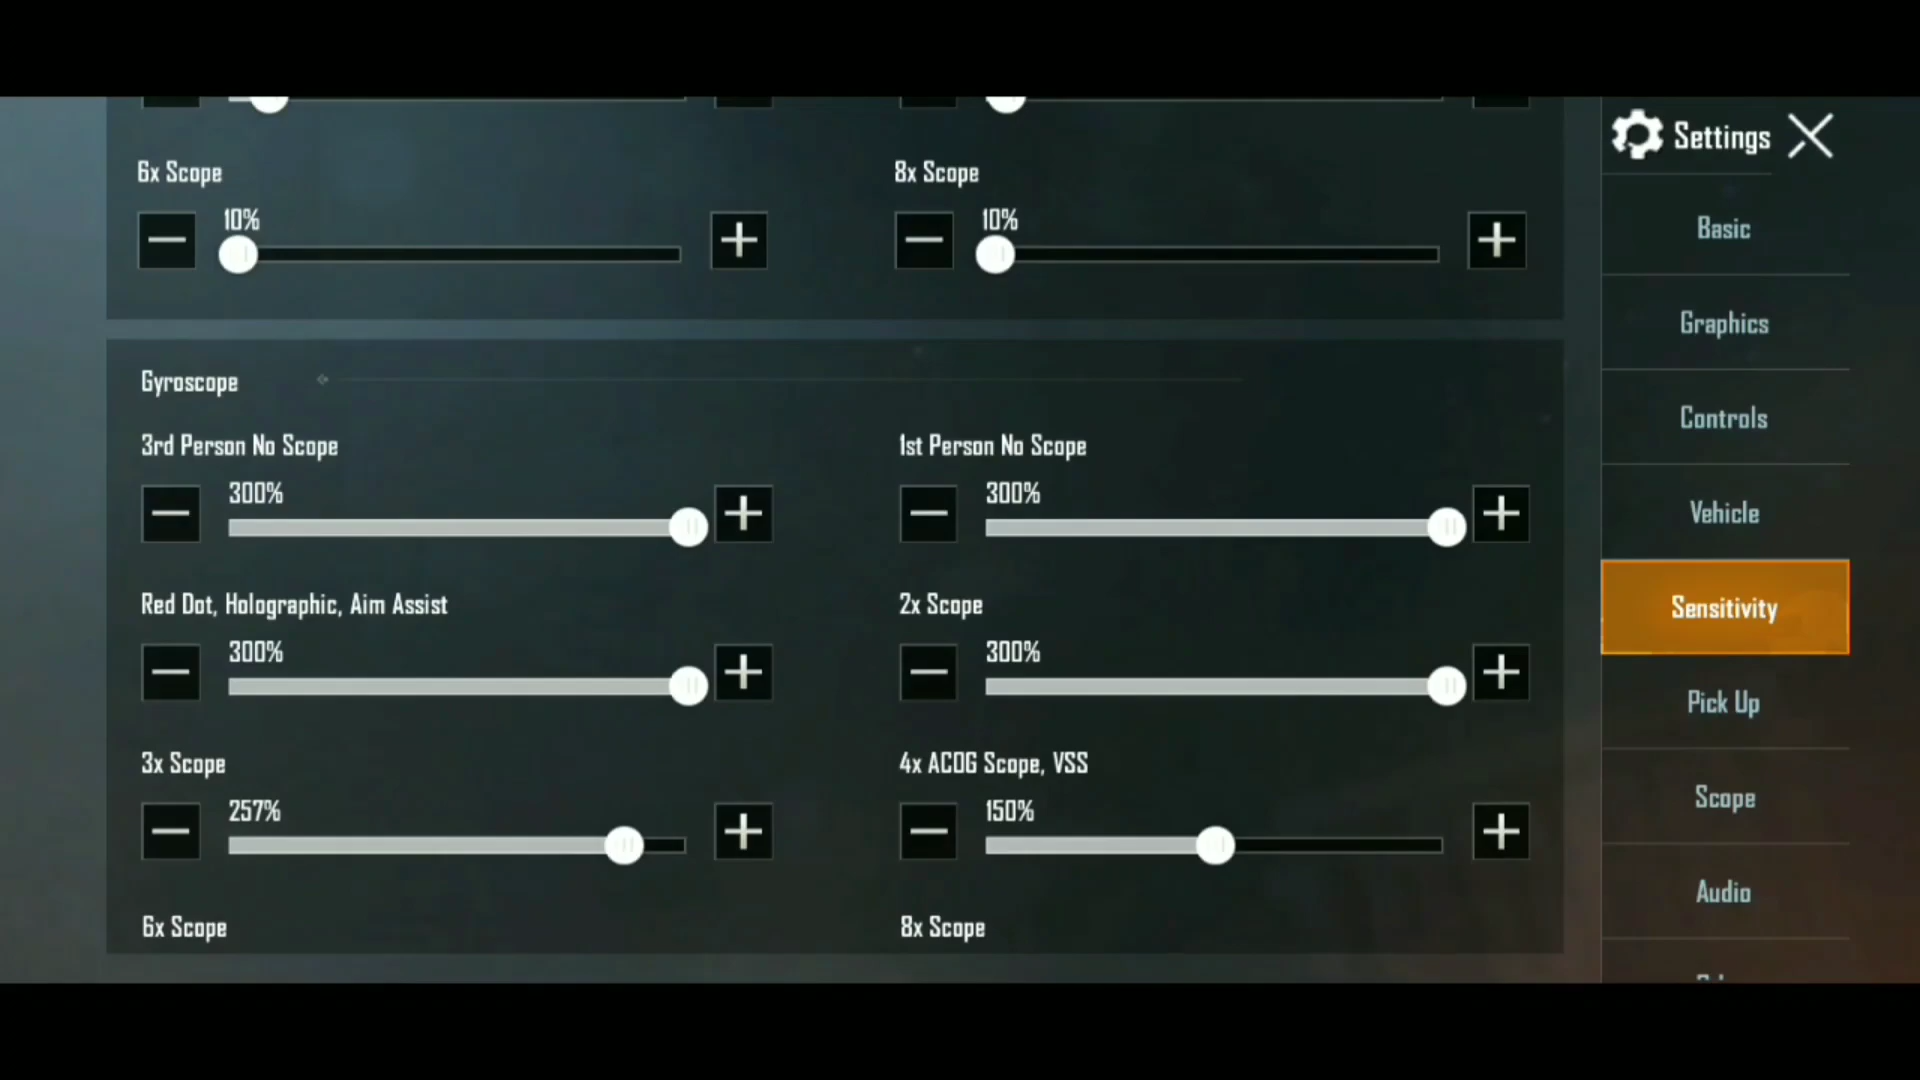 6x Scope
8x Scope
10%
10%
Gyroscope
3rd Person No Scope
1st Person No Scope
300%
300%
Red Dot, Holographic, Aim Assist
2x Scope
300%
300%
3x Scope
4x ACOG Scope, VSS
257%
150%
6x Scope
8x Scope
Settings
Basic
Graphics
Controls
Vehicle
Sensitivity
Pick Up
Scope
Audio